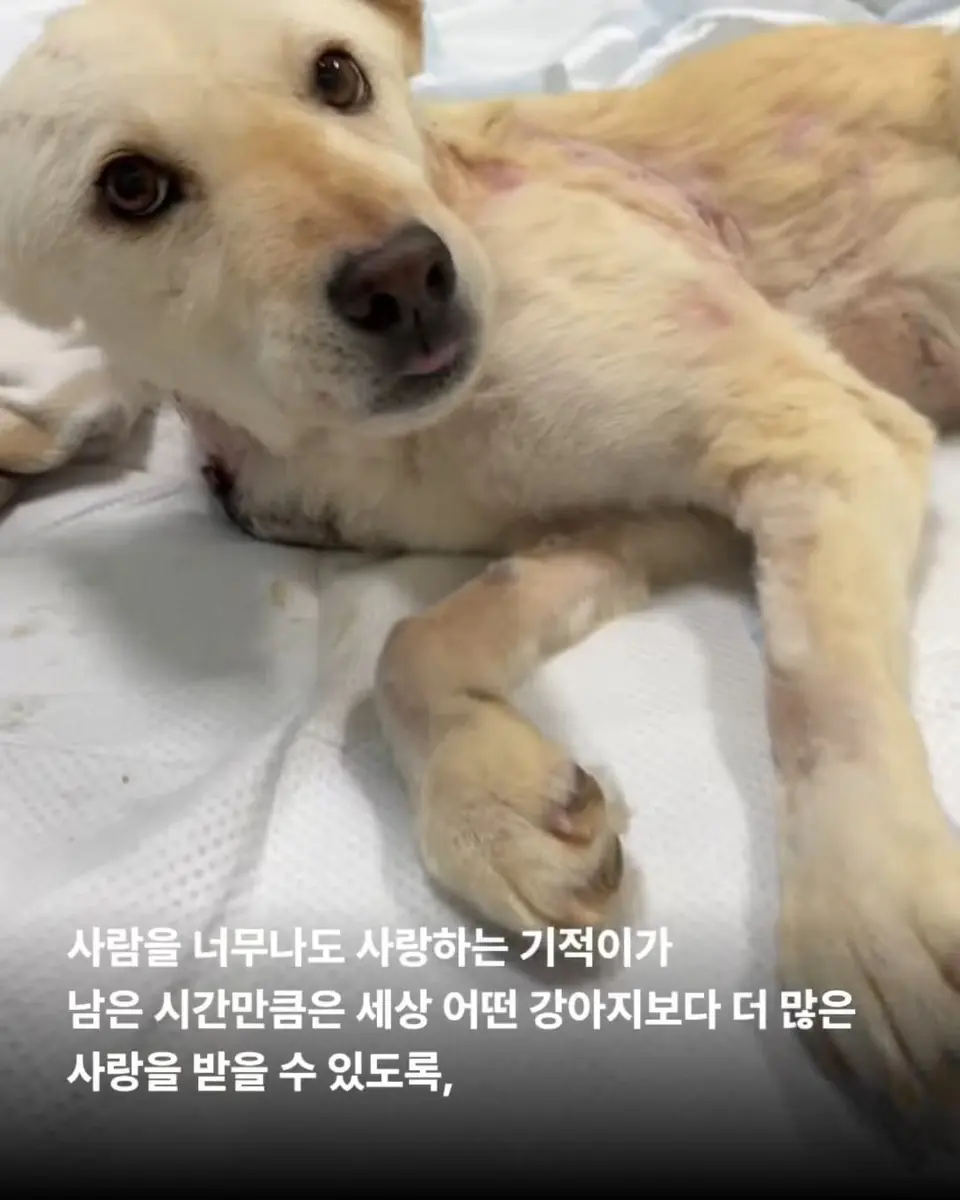 사람을 너무나도 사랑하는 기적이가
남은 시간만큼은 세상 어떤 강아지보다 더 많은
사랑을 받을 수 있도록,